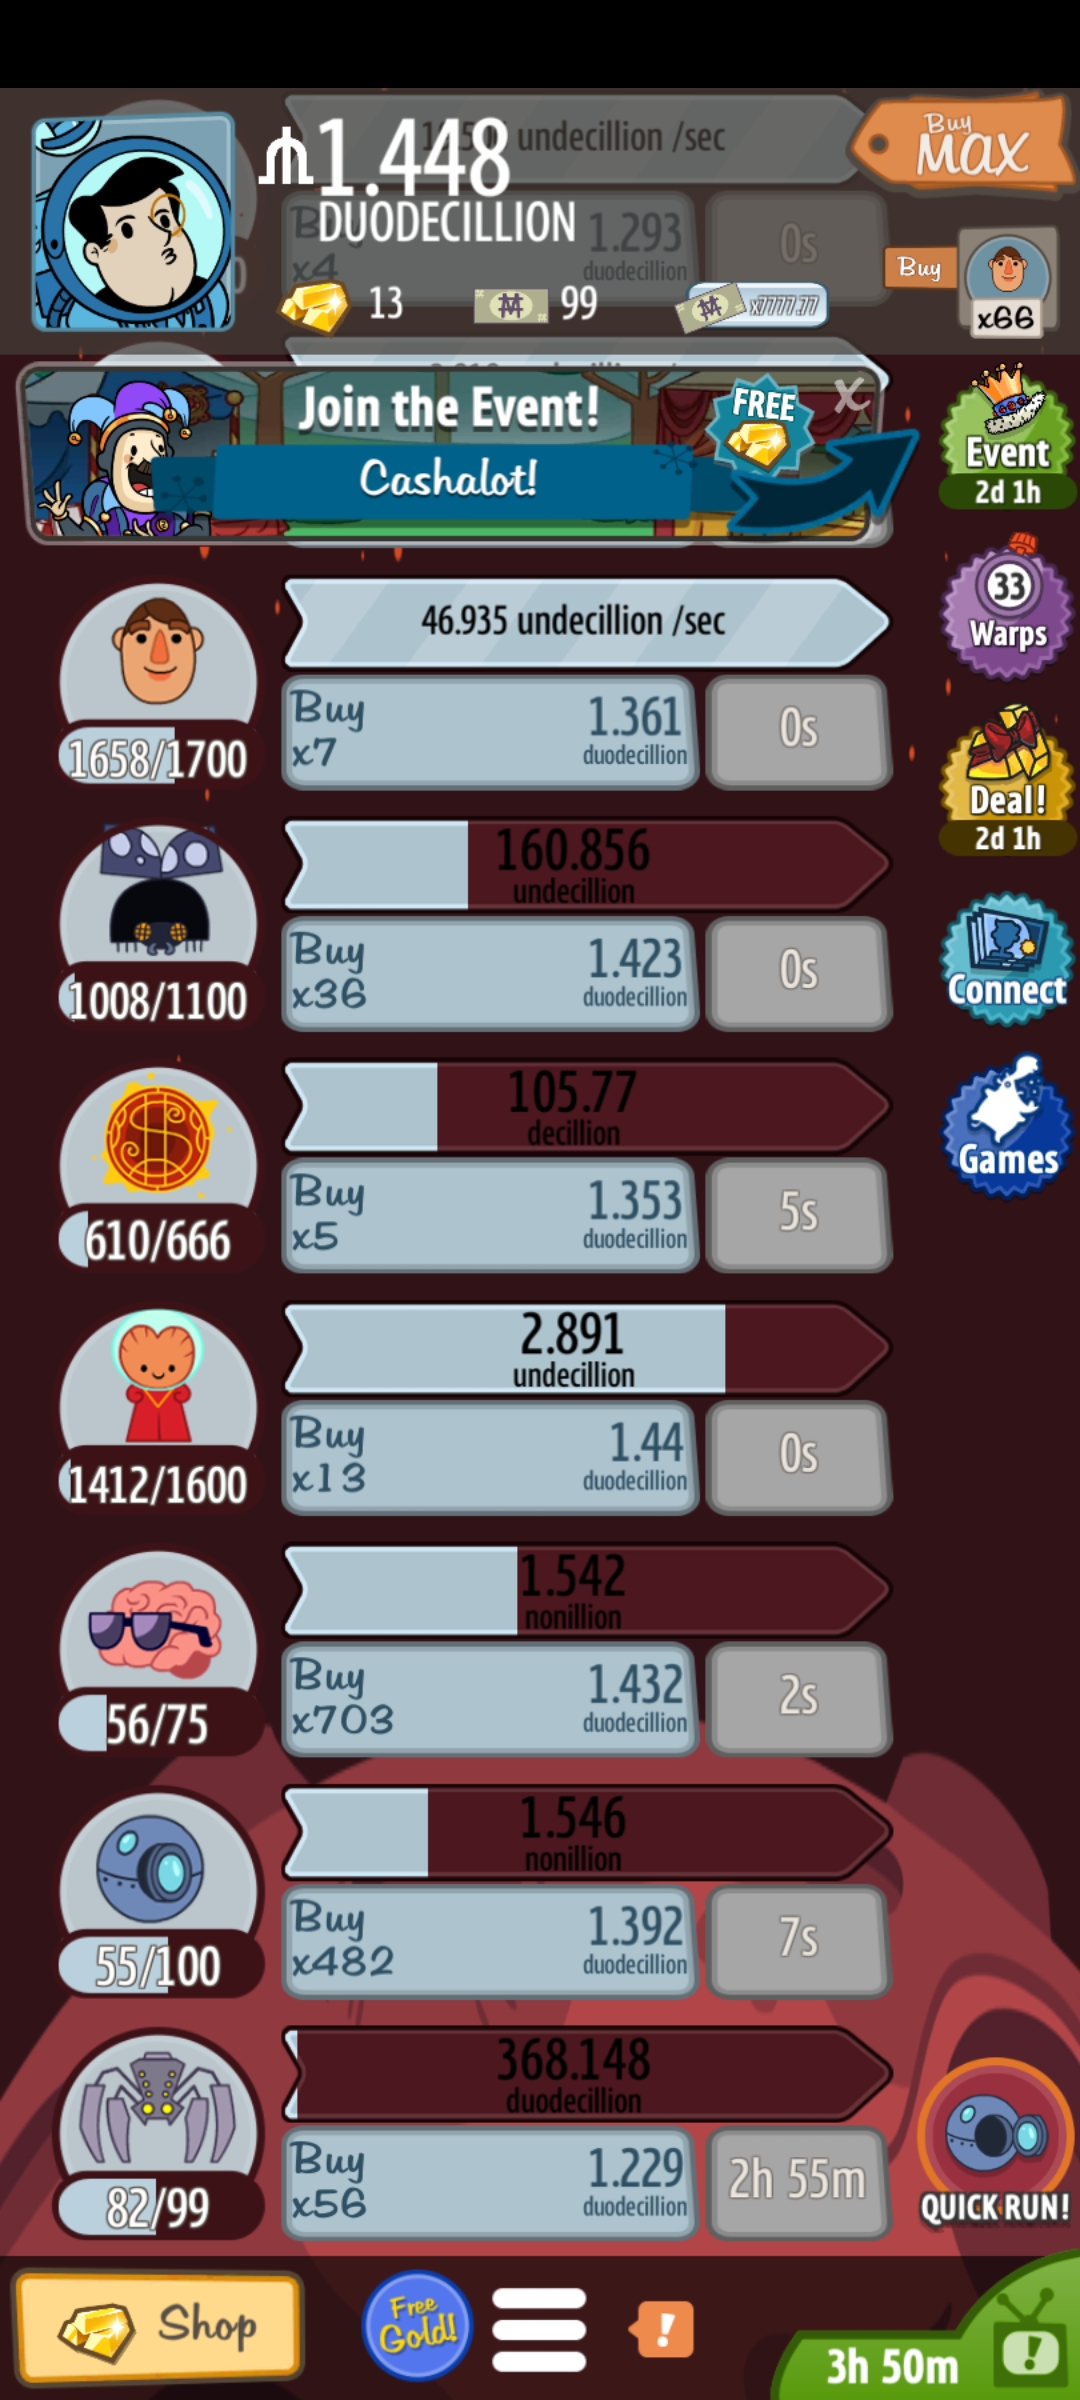 undecillion /sec
Buy
MAX
1.448
DUODECILLION
Buy
x4
1.293
duodecillion
0s
13
99
x7777.77
Buy
x66
Join the Event!
FREE
X
Cashalot!
Event
2d 1h
46.935 undecillion /sec
33
Warps
Buy
x7
1.361
duodecillion
0s
1658/1700
Deal!
2d 1h
160.856
undecillion
Buy
x36
1.423
duodecillion
0s
1008/1100
Connect
105.77
decillion
Buy
x5
1.353
duodecillion
5s
610/666
Games
2.891
undecillion
Buy
x13
1.44
duodecillion
0s
1412/1600
1.542
nonillion
Buy
x703
1.432
duodecillion
2s
56/75
1.546
nonillion
Buy
x482
1.392
duodecillion
7s
55/100
368.148
duodecillion
Buy
x56
1.229
duodecillion
2h 55m
82/99
QUICK RUN!
Shop
Free
Gold!
!
3h 50m
!